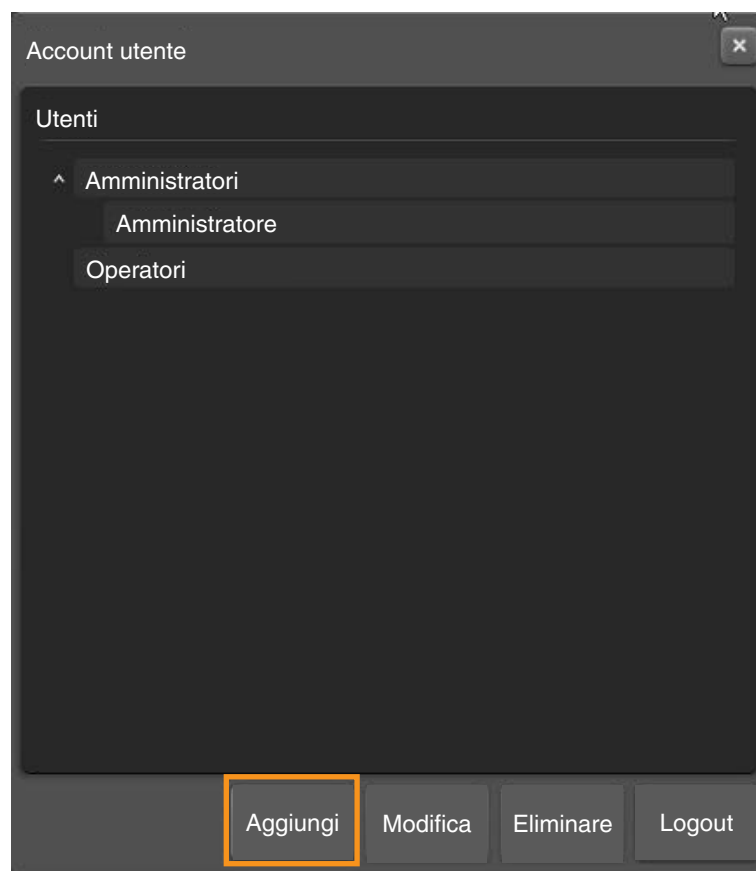 Account utente
Utenti
Amministratori
Amministratore
Operatori
Aggiungi Modifica Eliminare Logout